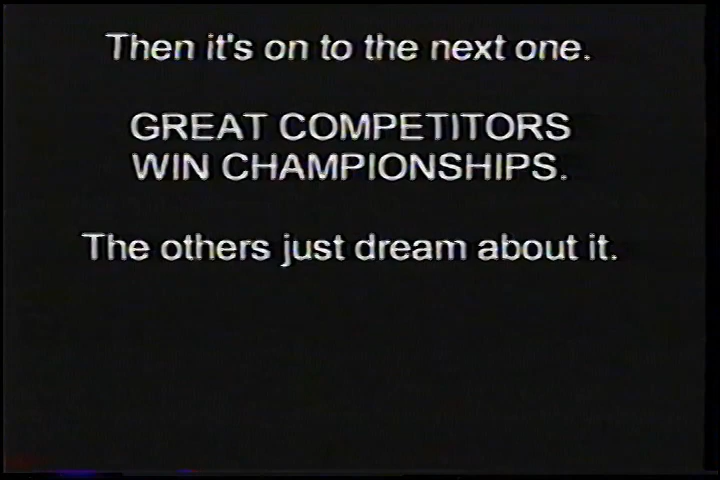 Then it's on to the next one.
GREAT COMPETITORS
WIN CHAMPIONSHIPS.
The others just dream about it.